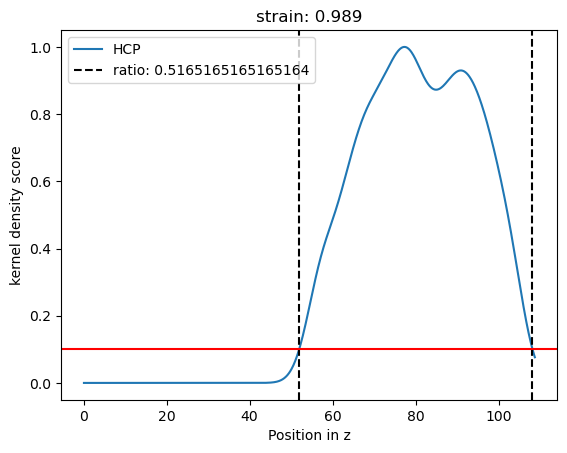 strain: 0.989
HCP
ratio: 0.5165165165165164
kernel density score
1.0
0.8
0.6
0.4
0.2
0.0
0 20 40 60 80 100
Position in z